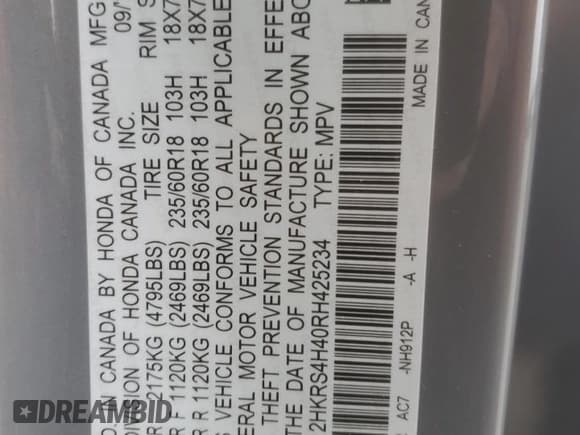 D IN CANADA BY HONDA OF CANADA MFG
ION OF HONDA CANADA INC. 09/
2175KG (4795LBS) TIRE SIZE RIM S
R F 1120KG (2469LBS) 235/60R18 103H 18X7
R R 1120KG (2469LBS) 235/60R18 103H 18X7
S VEHICLE CONFORMS TO ALL APPLICABLE
ERAL MOTOR VEHICLE SAFETY
THEFT PREVENTION STANDARDS IN EFFE
THE DATE OF MANUFACTURE SHOWN ABO
2HKRS4H40RH425234 TYPE: MPV
AC7 -NH912P -A -H MADE IN CAN
DREAMBID